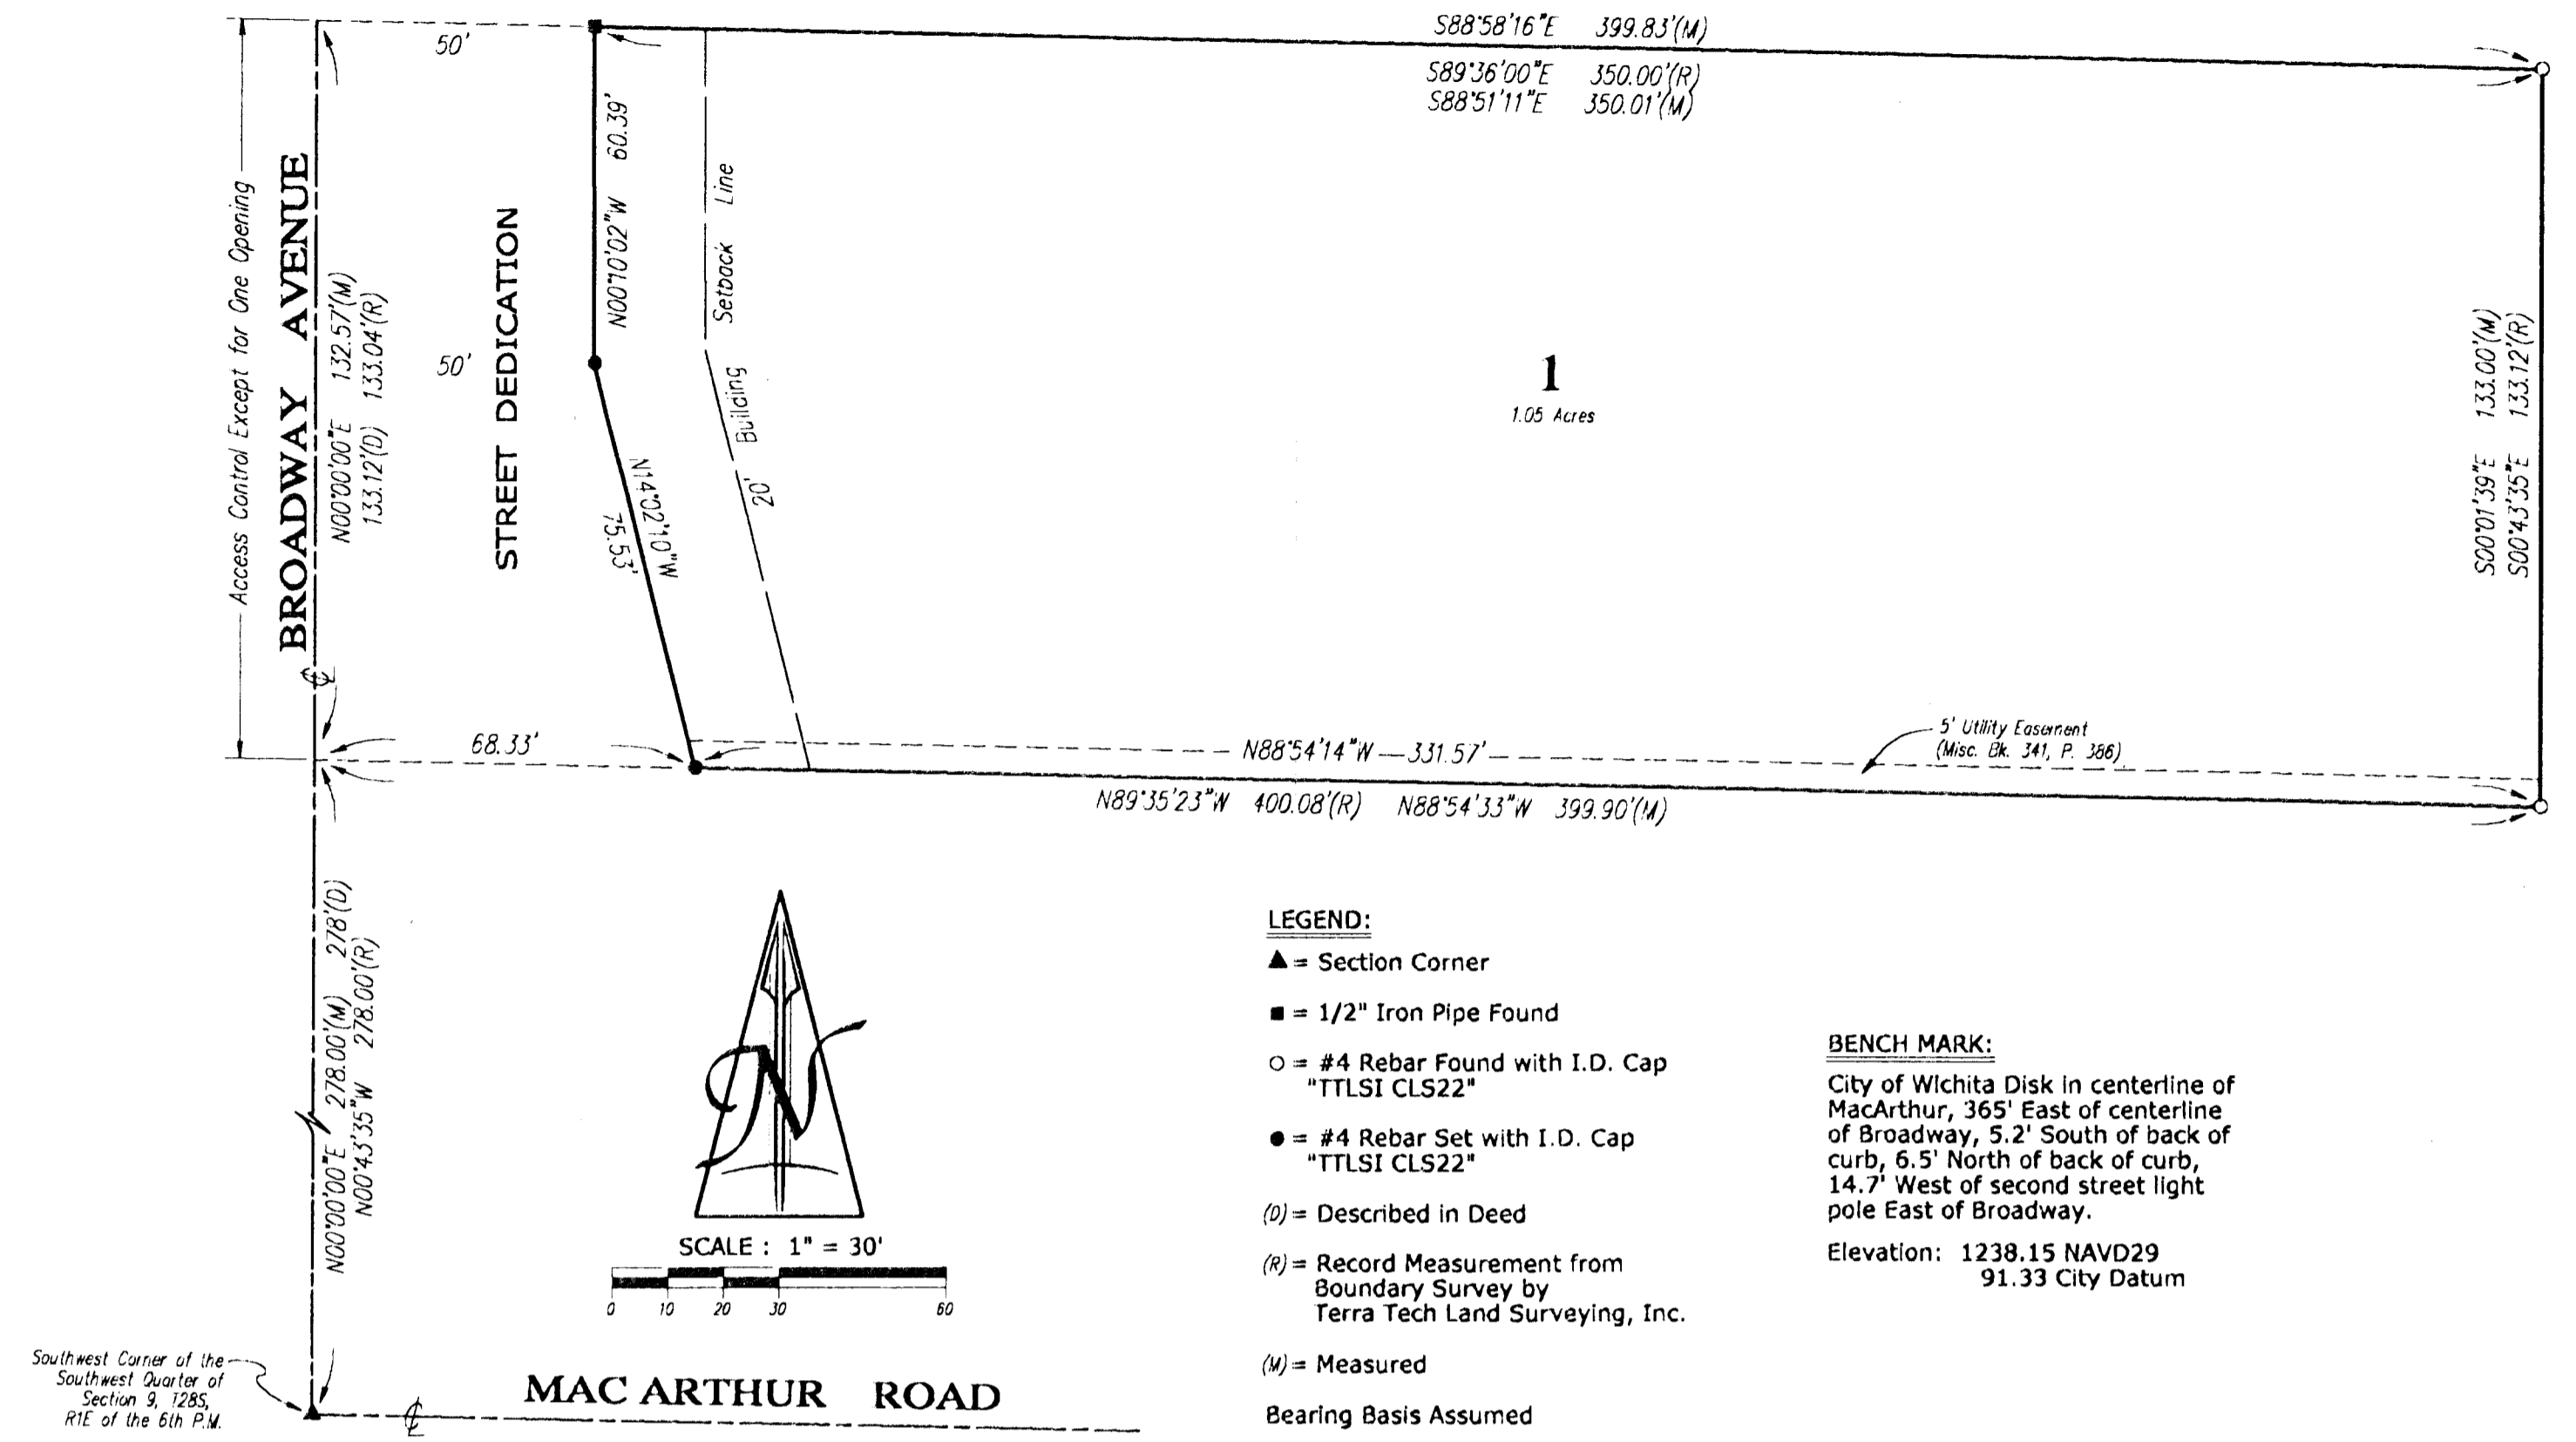 S88°58'16"E 399.83'(M)
S89°36'00"E 350.00'(R)
S88°51'11"E 350.01'(M)
50'
Access Control Except for One Opening
BROADWAY AVENUE
N00°00'00"E 132.57'(M)
133.12'(D) 133.04'(R)
50'
STREET DEDICATION
N00°10'02"W 60.39'
Setback Line
20' Building
N14°02'10"W
75.53'
1
1.05 Acres
S00°01'39"E 133.00'(M)
S00°43'35"E 133.12'(R)
68.33'
N88°54'14"W 331.57'
5' Utility Easement
(Misc. Bk. 341, P. 386)
N89°35'23"W 400.08'(R) N88°54'33"W 399.90'(M)
N00°00'00"E 278.00'(M) 278'(D)
N00°43'35"W 278.00'(R)
N
SCALE : 1" = 30'
0 10 20 30 60
Southwest Corner of the
Southwest Quarter of
Section 9, T28S,
R1E of the 6th P.M.
MAC ARTHUR ROAD
LEGEND:
▲ = Section Corner
■ = 1/2" Iron Pipe Found
○ = #4 Rebar Found with I.D. Cap
"TTLSI CLS22"
● = #4 Rebar Set with I.D. Cap
"TTLSI CLS22"
(D) = Described in Deed
(R) = Record Measurement from
Boundary Survey by
Terra Tech Land Surveying, Inc.
(M) = Measured
Bearing Basis Assumed
BENCH MARK:
City of Wichita Disk in centerline of
MacArthur, 365' East of centerline
of Broadway, 5.2' South of back of
curb, 6.5' North of back of curb,
14.7' West of second street light
pole East of Broadway.
Elevation: 1238.15 NAVD29
91.33 City Datum